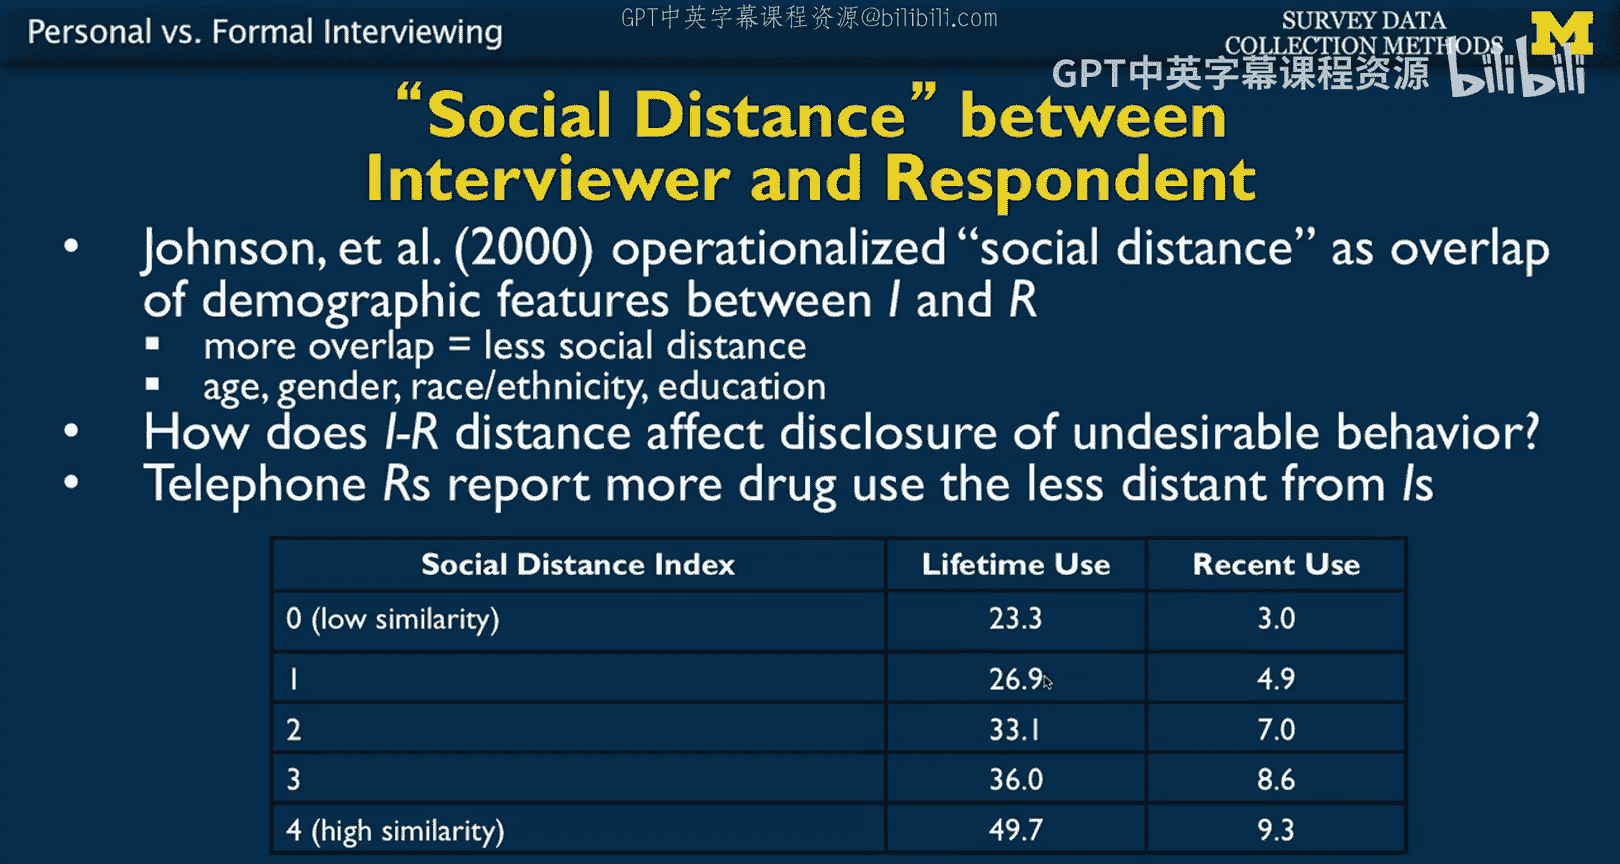 Personal vs. Formal Interviewing
GPT中英字幕课程资源@bilibili.com
SURVEY DATA
COLLECTION METHODS
M
GPT中英字幕课程资源 bilibili
“Social Distance” between
Interviewer and Respondent
• Johnson, et al. (2000) operationalized “social distance” as overlap
of demographic features between I and R
▪ more overlap = less social distance
▪ age, gender, race/ethnicity, education
• How does I-R distance affect disclosure of undesirable behavior?
• Telephone Rs report more drug use the less distant from Is
Social Distance Index Lifetime Use Recent Use
0 (low similarity) 23.3 3.0
1 26.9 4.9
2 33.1 7.0
3 36.0 8.6
4 (high similarity) 49.7 9.3